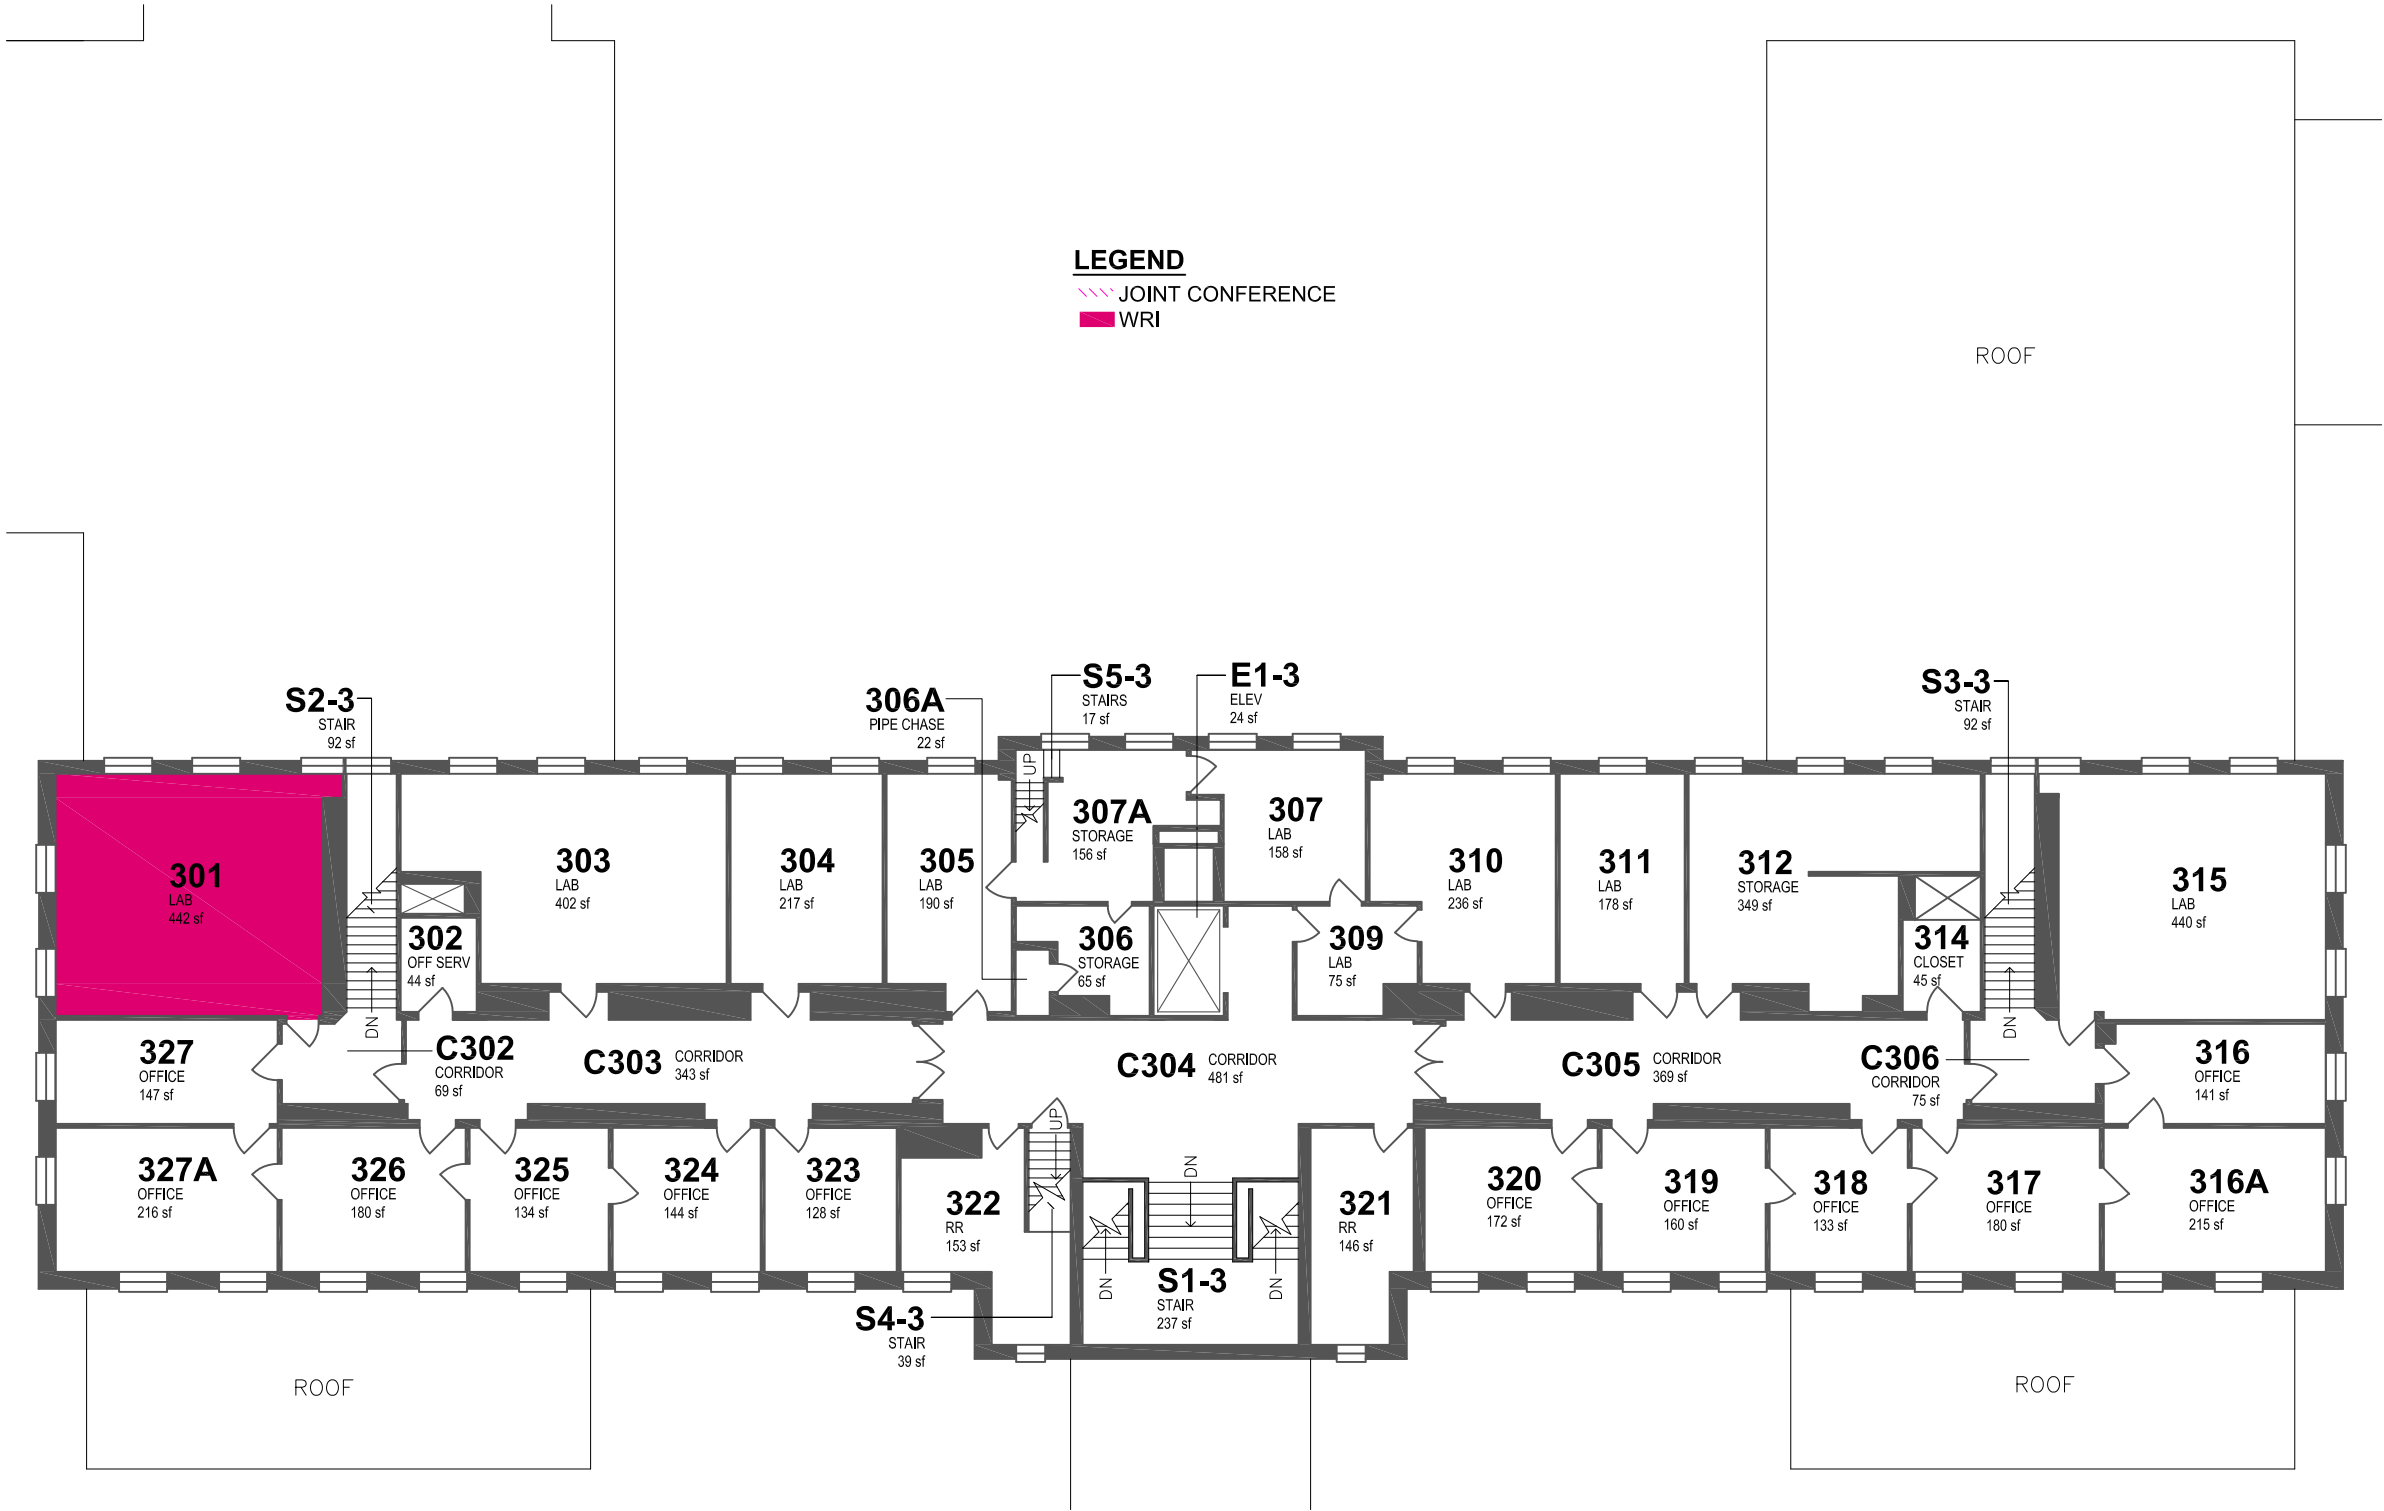 LEGEND
JOINT CONFERENCE
WRI
ROOF
S2-3
STAIR
92 sf
306A
PIPE CHASE
22 sf
S5-3
STAIRS
17 sf
E1-3
ELEV
24 sf
S3-3
STAIR
92 sf
301
LAB
442 sf
DN
302
OFF SERV
44 sf
303
LAB
402 sf
304
LAB
217 sf
305
LAB
190 sf
UP
307A
STORAGE
156 sf
306
STORAGE
65 sf
307
LAB
158 sf
309
LAB
75 sf
310
LAB
236 sf
311
LAB
178 sf
312
STORAGE
349 sf
314
CLOSET
45 sf
DN
315
LAB
440 sf
327
OFFICE
147 sf
C302
CORRIDOR
69 sf
C303 CORRIDOR
343 sf
C304 CORRIDOR
481 sf
C305 CORRIDOR
369 sf
C306
CORRIDOR
75 sf
316
OFFICE
141 sf
327A
OFFICE
216 sf
326
OFFICE
180 sf
325
OFFICE
134 sf
324
OFFICE
144 sf
323
OFFICE
128 sf
322
RR
153 sf
UP
DN
DN
DN
S1-3
STAIR
237 sf
321
RR
146 sf
320
OFFICE
172 sf
319
OFFICE
160 sf
318
OFFICE
133 sf
317
OFFICE
180 sf
316A
OFFICE
215 sf
S4-3
STAIR
39 sf
ROOF
ROOF